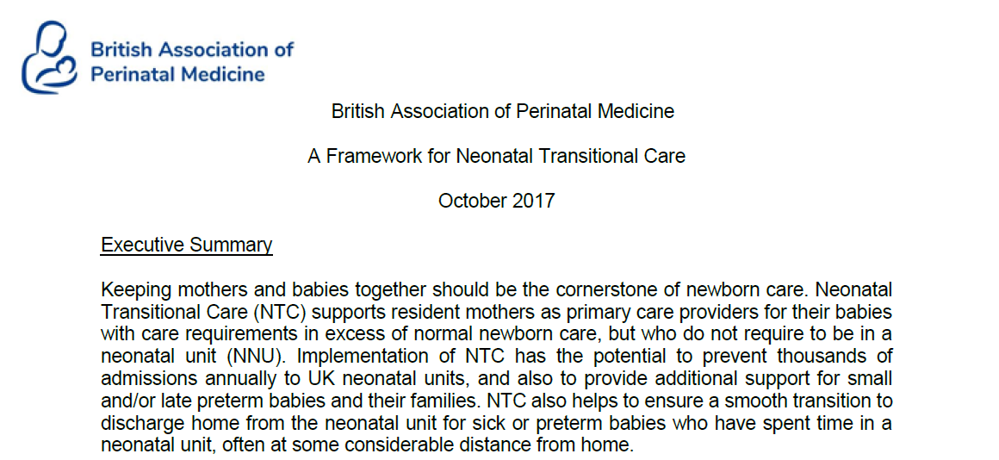 British Association of
Perinatal Medicine
British Association of Perinatal Medicine
A Framework for Neonatal Transitional Care
October 2017
Executive Summary
Keeping mothers and babies together should be the cornerstone of newborn care. Neonatal
Transitional Care (NTC) supports resident mothers as primary care providers for their babies
with care requirements in excess of normal newborn care, but who do not require to be in a
neonatal unit (NNU). Implementation of NTC has the potential to prevent thousands of
admissions annually to UK neonatal units, and also to provide additional support for small
and/or late preterm babies and their families. NTC also helps to ensure a smooth transition to
discharge home from the neonatal unit for sick or preterm babies who have spent time in a
neonatal unit, often at some considerable distance from home.